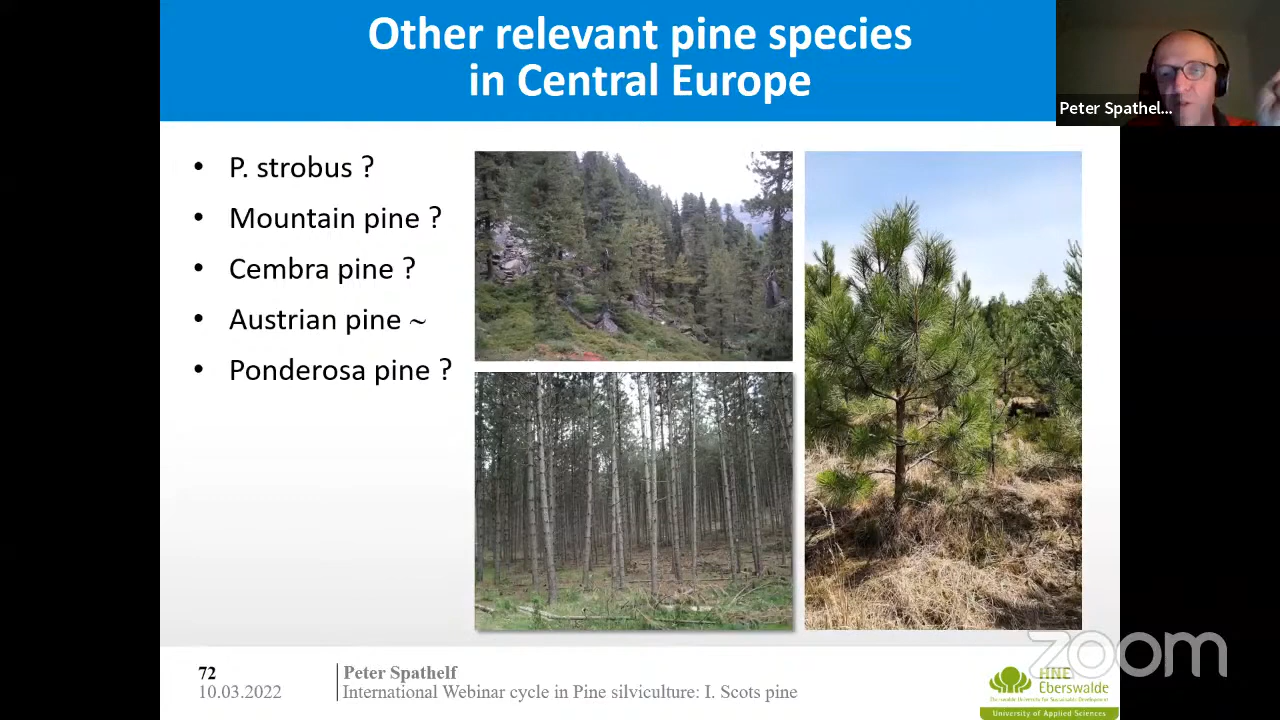 Other relevant pine species
in Central Europe
Peter Spathel...
• P. strobus ?
• Mountain pine ?
• Cembra pine ?
• Austrian pine ~
• Ponderosa pine ?
72
10.03.2022
Peter Spathelf
International Webinar cycle in Pine silviculture: I. Scots pine
HNE
Eberswalde
University of Applied Sciences
zoom